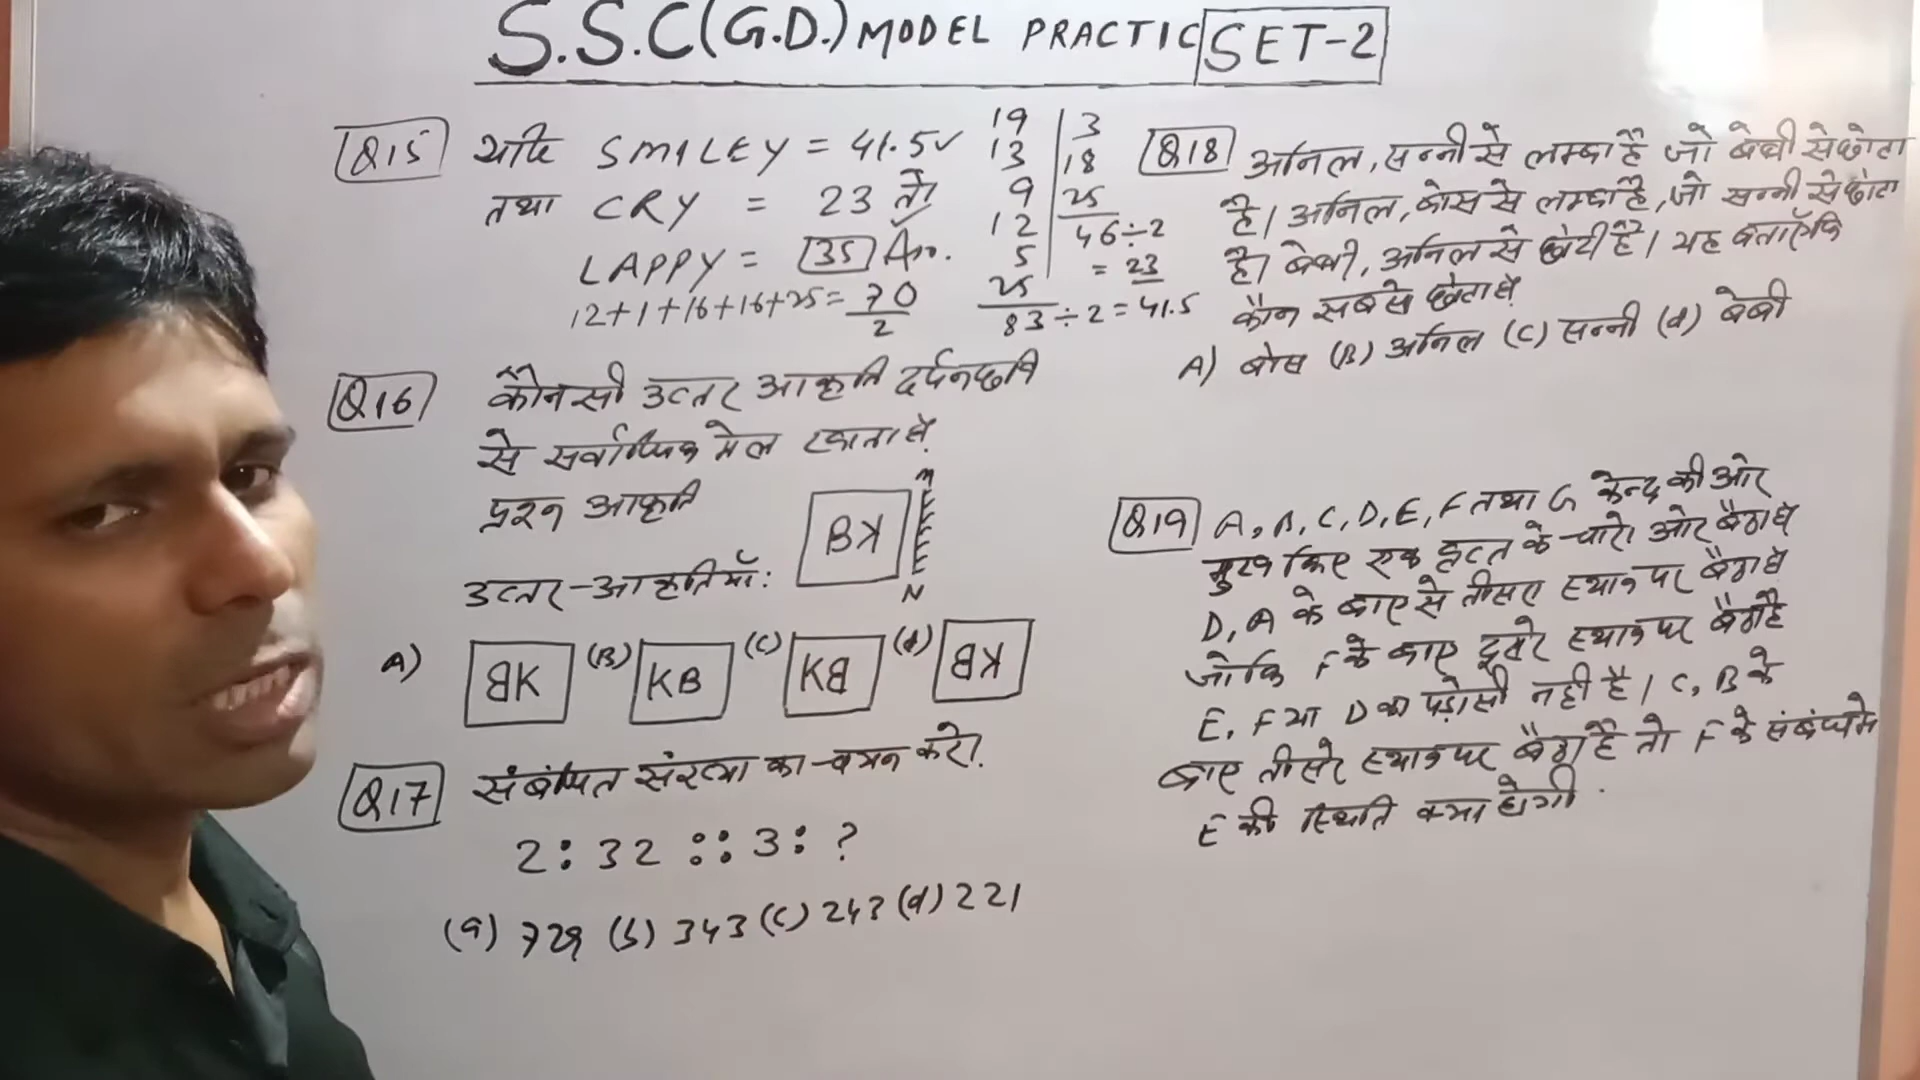 S.S.C(G.D.) MODEL PRACTIC SET-2
Q15 यदि SMILEY = 41.5✓
तथा CRY = 23 तो
LAPPY = 35 Ans.
12+1+16+16+25= 70
2
19
13
9
12
5
25
83÷2=41.5
3
18
25
46÷2
= 23
Q16 कौन सी उत्तर आकृति दर्पन छवि
से सर्वाधिक मेल खाता है
प्रश्न आकृति
BK
M
N
उत्तर-आकृतियाँ:
A) BK (B) KB (C) KB (d) BK
Q17 संबंधित संख्या का चयन करे।
2 : 32 :: 3 : ?
(a) 729 (b) 343 (c) 243 (d) 221
Q18 अनिल, सन्नी से लम्बा है जो बेबी से छोटा
है। अनिल, बोस से लम्बा है, जो सन्नी से छोटा
है। बेबी, अनिल से छोटी है। यह बताएँ कि
कौन सबसे छोटा है
A) बोस (B) अनिल (C) सन्नी (d) बेबी
Q19 A, B, C, D, E, F तथा G केन्द्र की ओर
मुख किए एक वृत्त के चारो ओर बैठा है
D, A के बाए से तीसरे स्थान पर बैठा है
जोकि F के बाए दूसरे स्थान पर बैठा है
E, F या D का पड़ोसी नही है। C, B के
बाए तीसरे स्थान पर बैठा है तो F के संबंध मे
E की स्थिति क्या होगी